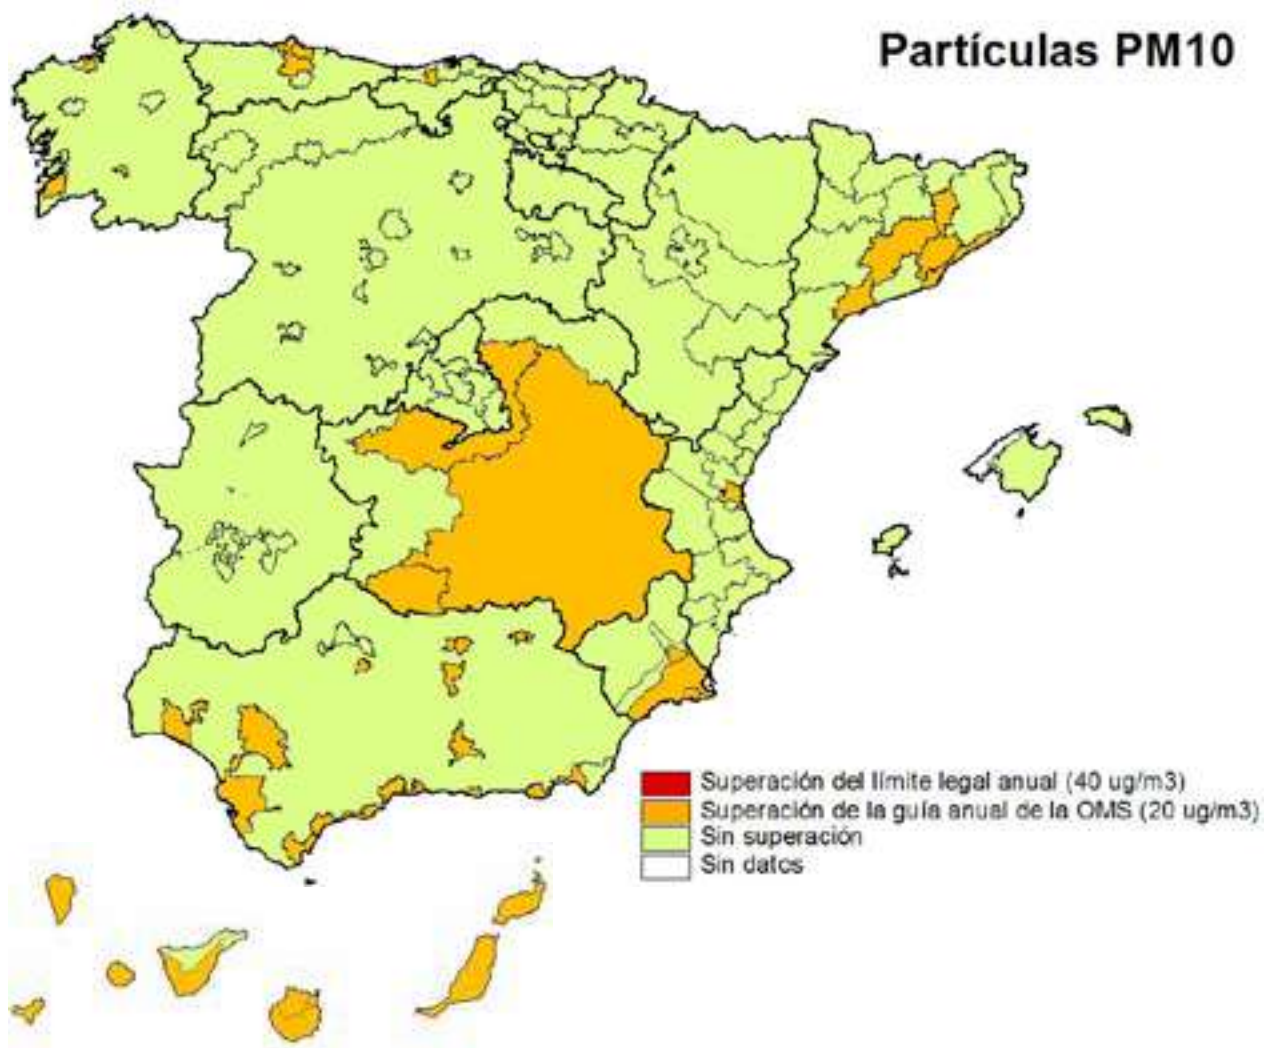 Partículas PM10
Superación del límite legal anual (40 ug/m3)
Superación de la guía anual de la OMS (20 ug/m3)
Sin superación
Sin datos